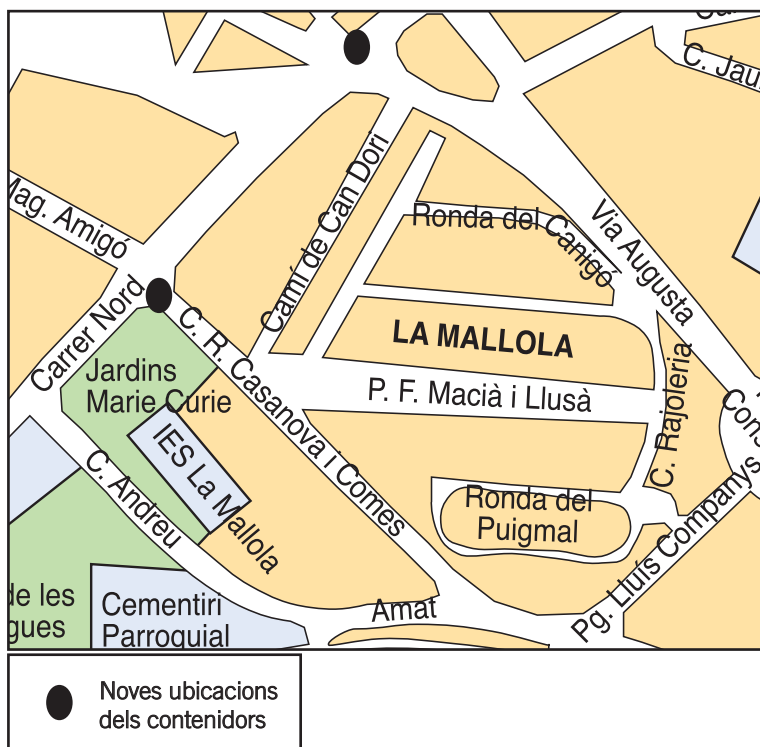 C. Jau
Mag. Amigó
Camí de Can Dori
Ronda del Canigó
Via Augusta
Carrer Nord
C. R. Casanova i Comes
LA MALLOLA
Jardins
Marie Curie
P. F. Macià i Llusà
C. Rajoleria
Cons
IES La Mallola
C. Andreu
Ronda del
Puigmal
Pg. Lluís Companys
de les
gues
Cementiri
Parroquial
Amat
Noves ubicacions
dels contenidors